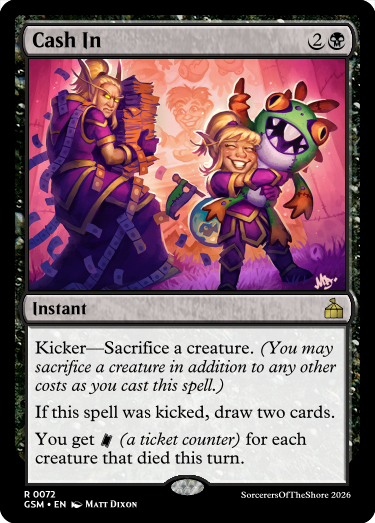 Cash In 2
Instant
Kicker—Sacrifice a creature. (You may
sacrifice a creature in addition to any other
costs as you cast this spell.)
If this spell was kicked, draw two cards.
You get (a ticket counter) for each
creature that died this turn.
R 0072
GSM • EN Matt Dixon
SorcerersOfTheShore 2026